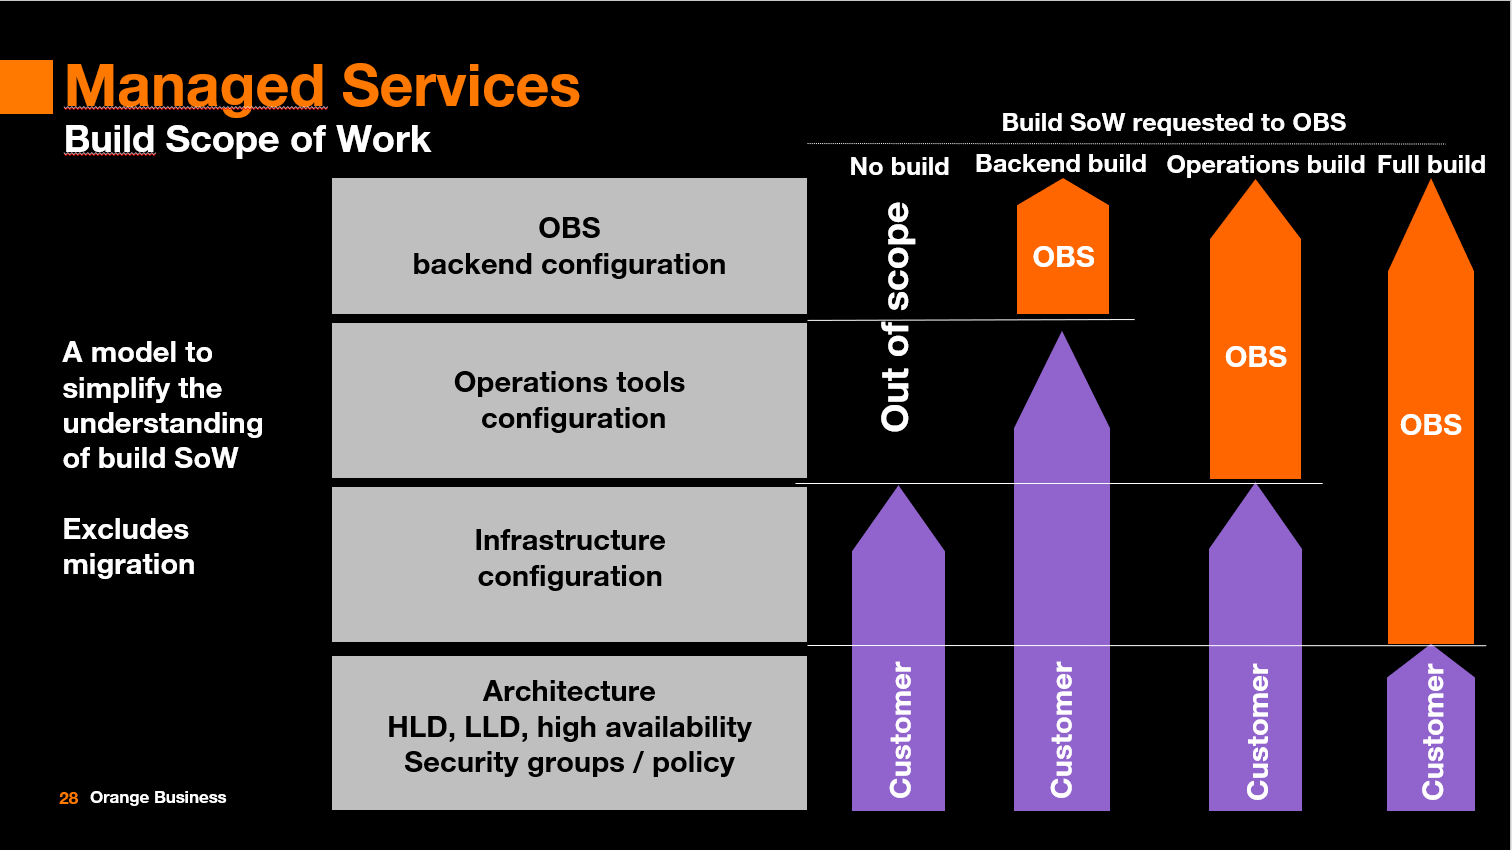 Managed Services
Build Scope of Work
Build SoW requested to OBS
No build
Backend build
Operations build
Full build
OBS
backend configuration
Operations tools
configuration
Infrastructure
configuration
Architecture
HLD, LLD, high availability
Security groups / policy
A model to
simplify the
understanding
of build SoW
Excludes
migration
Out of scope
Customer
OBS
Customer
OBS
Customer
OBS
Customer
28 Orange Business